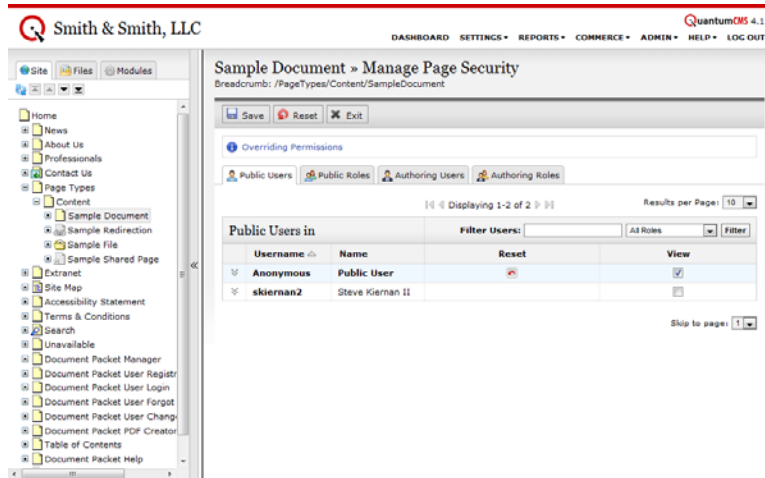 Smith & Smith, LLC
QuantumCMS 4.1
DASHBOARD SETTINGS REPORTS COMMERCE ADMIN HELP LOG OUT
Site Files Modules
Home
News
About Us
Professionals
Contact Us
Page Types
Content
Sample Document
Sample Redirection
Sample File
Sample Shared Page
Extranet
Site Map
Accessibility Statement
Terms & Conditions
Search
Unavailable
Document Packet Manager
Document Packet User Registr
Document Packet User Login
Document Packet User Forgot
Document Packet User Chang
Document Packet PDF Creator
Table of Contents
Document Packet Help
Sample Document » Manage Page Security
Breadcrumb: /PageTypes/Content/SampleDocument
Save Reset Exit
Overriding Permissions
Public Users Public Roles Authoring Users Authoring Roles
Displaying 1-2 of 2 Results per Page: 10
Public Users in Filter Users: All Roles Filter
Username Name Reset View
Anonymous Public User
skiernan2 Steve Kiernan II
Skip to page: 1